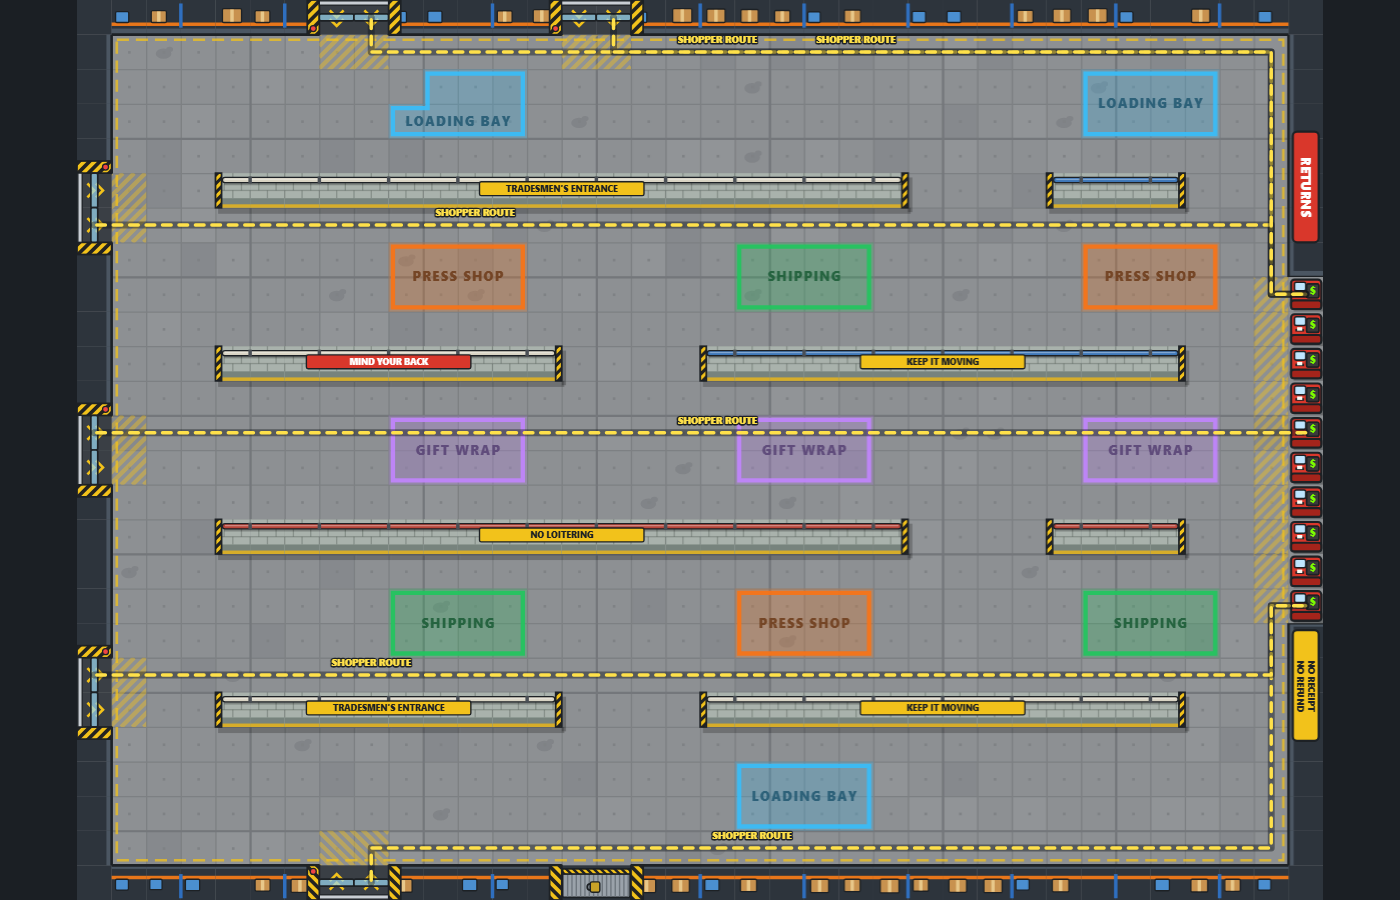 SHOPPER ROUTE
SHOPPER ROUTE
LOADING BAY
LOADING BAY
RETURNS
TRADESMEN'S ENTRANCE
SHOPPER ROUTE
PRESS SHOP
SHIPPING
PRESS SHOP
$
$
MIND YOUR BACK
KEEP IT MOVING
$
$
SHOPPER ROUTE
$
GIFT WRAP
GIFT WRAP
GIFT WRAP
$
$
NO LOITERING
$
$
$
SHIPPING
PRESS SHOP
SHIPPING
SHOPPER ROUTE
NO RECEIPT
NO REFUND
TRADESMEN'S ENTRANCE
KEEP IT MOVING
LOADING BAY
SHOPPER ROUTE